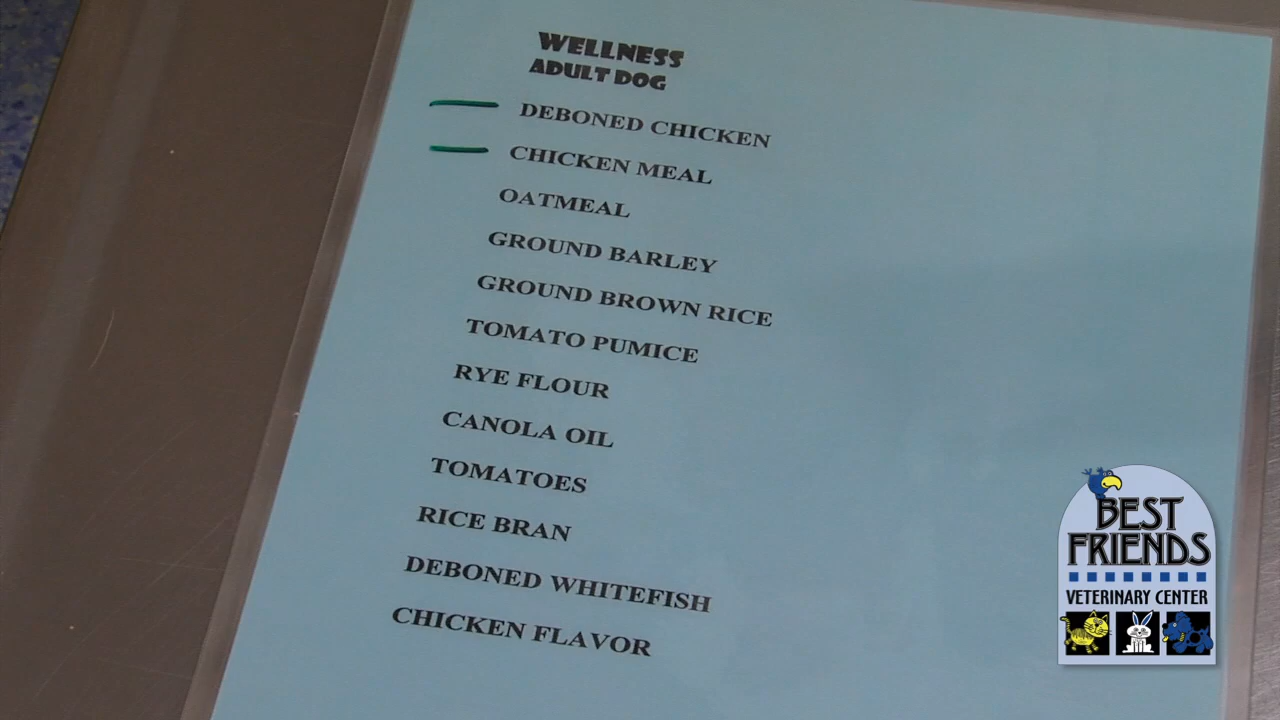 WELLNESS
ADULT DOG
DEBONED CHICKEN
CHICKEN MEAL
OATMEAL
GROUND BARLEY
GROUND BROWN RICE
TOMATO PUMICE
RYE FLOUR
CANOLA OIL
TOMATOES
RICE BRAN
DEBONED WHITEFISH
CHICKEN FLAVOR
BEST
FRIENDS
VETERINARY CENTER